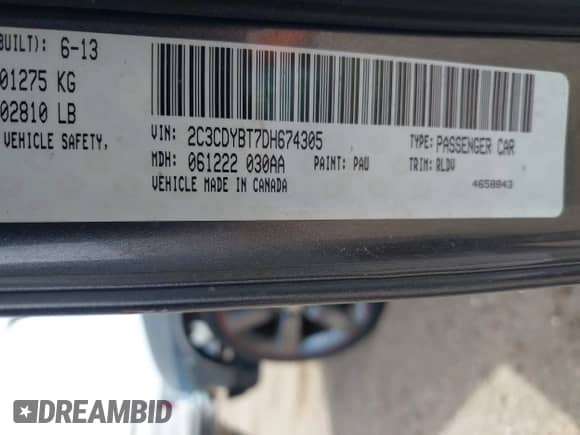 BUILT): 6-13
01275 KG
02810 LB
VEHICLE SAFETY,
VIN: 2C3CDYBT7DH674305 TYPE: PASSENGER CAR
MDH: 061222 030AA PAINT: PAU TRIM: RLDV
VEHICLE MADE IN CANADA 4658843
DREAMBID